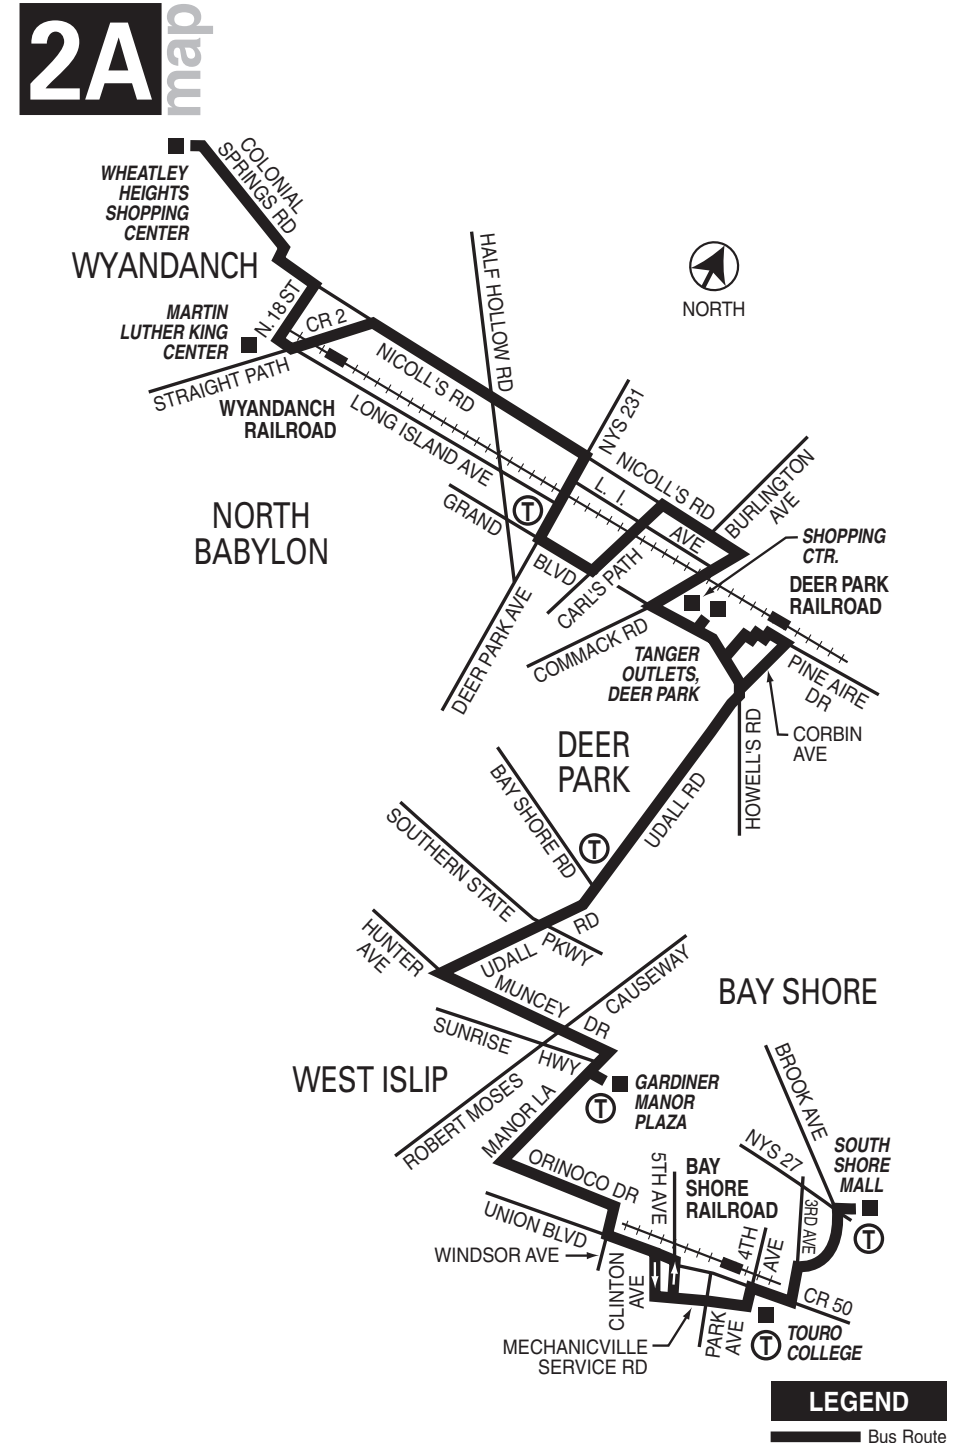 2A
map
COLONIAL
SPRINGS RD
WHEATLEY
HEIGHTS
SHOPPING
CENTER
WYANDANCH
HALF HOLLOW RD
NORTH
N. 18 ST
CR 2
MARTIN
LUTHER KING
CENTER
STRAIGHT PATH
WYANDANCH
RAILROAD
NICOLL'S RD
LONG ISLAND AVE
NYS 231
NICOLL'S RD
L. I.
AVE
BURLINGTON
AVE
GRAND
BLVD
T
NORTH
BABYLON
SHOPPING
CTR.
DEER PARK
RAILROAD
CARL'S PATH
DEER PARK AVE
COMMACK RD
TANGER
OUTLETS,
DEER PARK
PINE AIRE
DR
CORBIN
AVE
HOWELL'S RD
DEER
PARK
BAY SHORE RD
UDALL RD
T
SOUTHERN STATE
PKWY
HUNTER
AVE
UDALL
RD
MUNCEY
DR
CAUSEWAY
BAY SHORE
SUNRISE
HWY
WEST ISLIP
ROBERT MOSES
MANOR LA
GARDINER
MANOR
PLAZA
T
BROOK AVE
NYS 27
SOUTH
SHORE
MALL
T
ORINOCO DR
5TH AVE
BAY
SHORE
RAILROAD
UNION BLVD
WINDSOR AVE
4TH
AVE
3RD AVE
CLINTON
AVE
CR 50
PARK
AVE
MECHANICVILLE
SERVICE RD
T
TOURO
COLLEGE
LEGEND
Bus Route